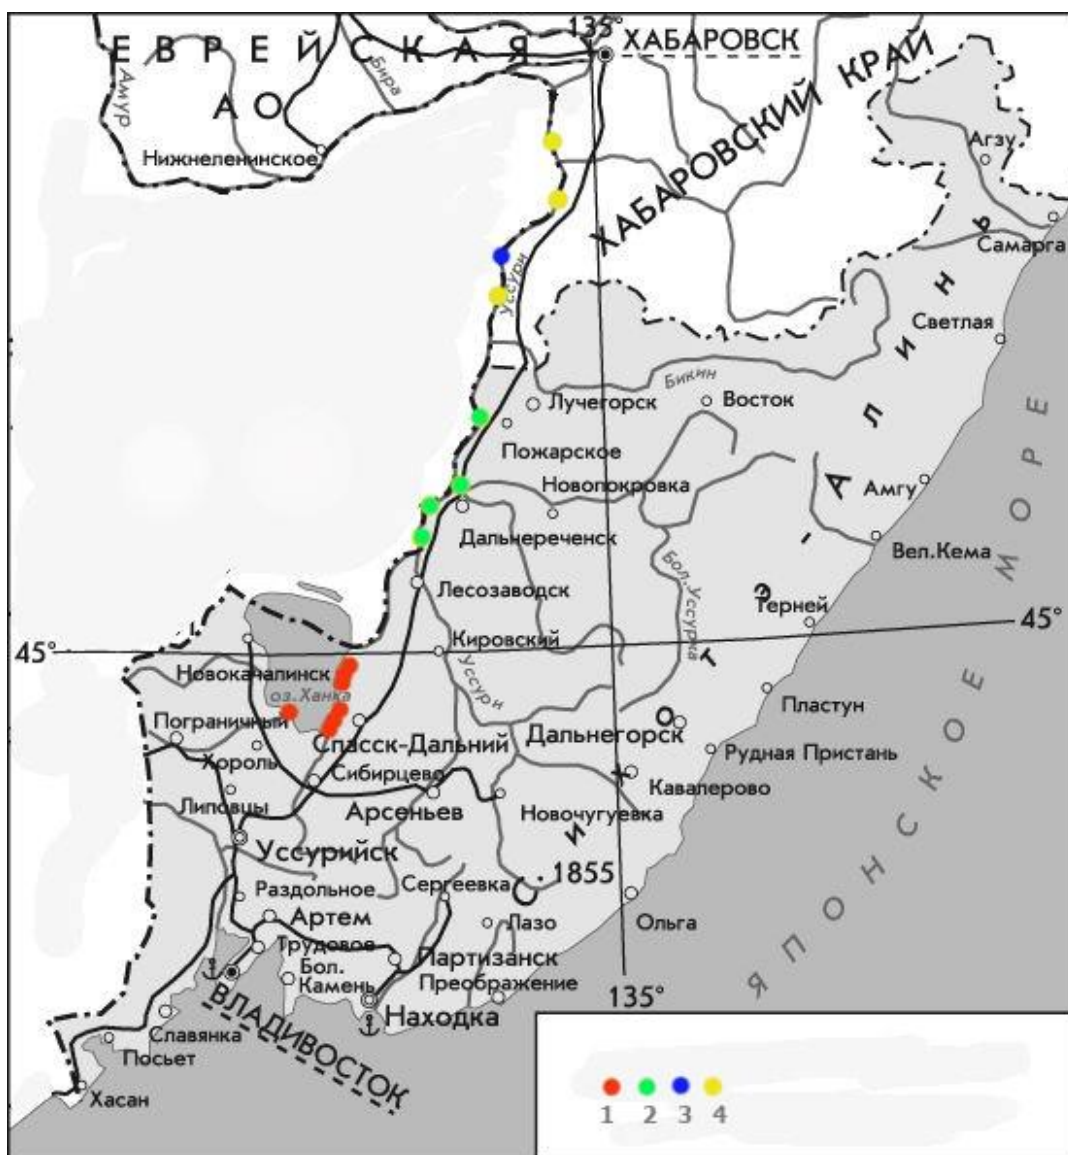 135°
ХАБАРОВСК
ЕВРЕЙСКАЯ
АО
Амур
Бира
ХАБАРОВСКИЙ КРАЙ
Нижнеленинское
Агзу
Самарга
Уссури
Светлая
Бикин
Лучегорск
Восток
Пожарское
Новопокровка
Амгу
Дальнереченск
Вел.Кема
Бол.Уссурка
Лесозаводск
Терней
45°
45°
Кировский
Новокачалинск
оз.Ханка
Уссури
Пластун
Пограничный
Спасск-Дальний
Дальнегорск
Рудная Пристань
Хороль
Сибирцево
Кавалерово
Липовцы
Арсеньев
Новочугуевка
Уссурийск
1855
Сергеевка
Раздольное
Ольга
Лазо
Артем
Трудовое
Партизанск
Бол.
Камень
Преображение
135°
ВЛАДИВОСТОК
Находка
Славянка
Посьет
Хасан
СИХОТЭ-АЛИНЬ
ЯПОНСКОЕ МОРЕ
1 2 3 4